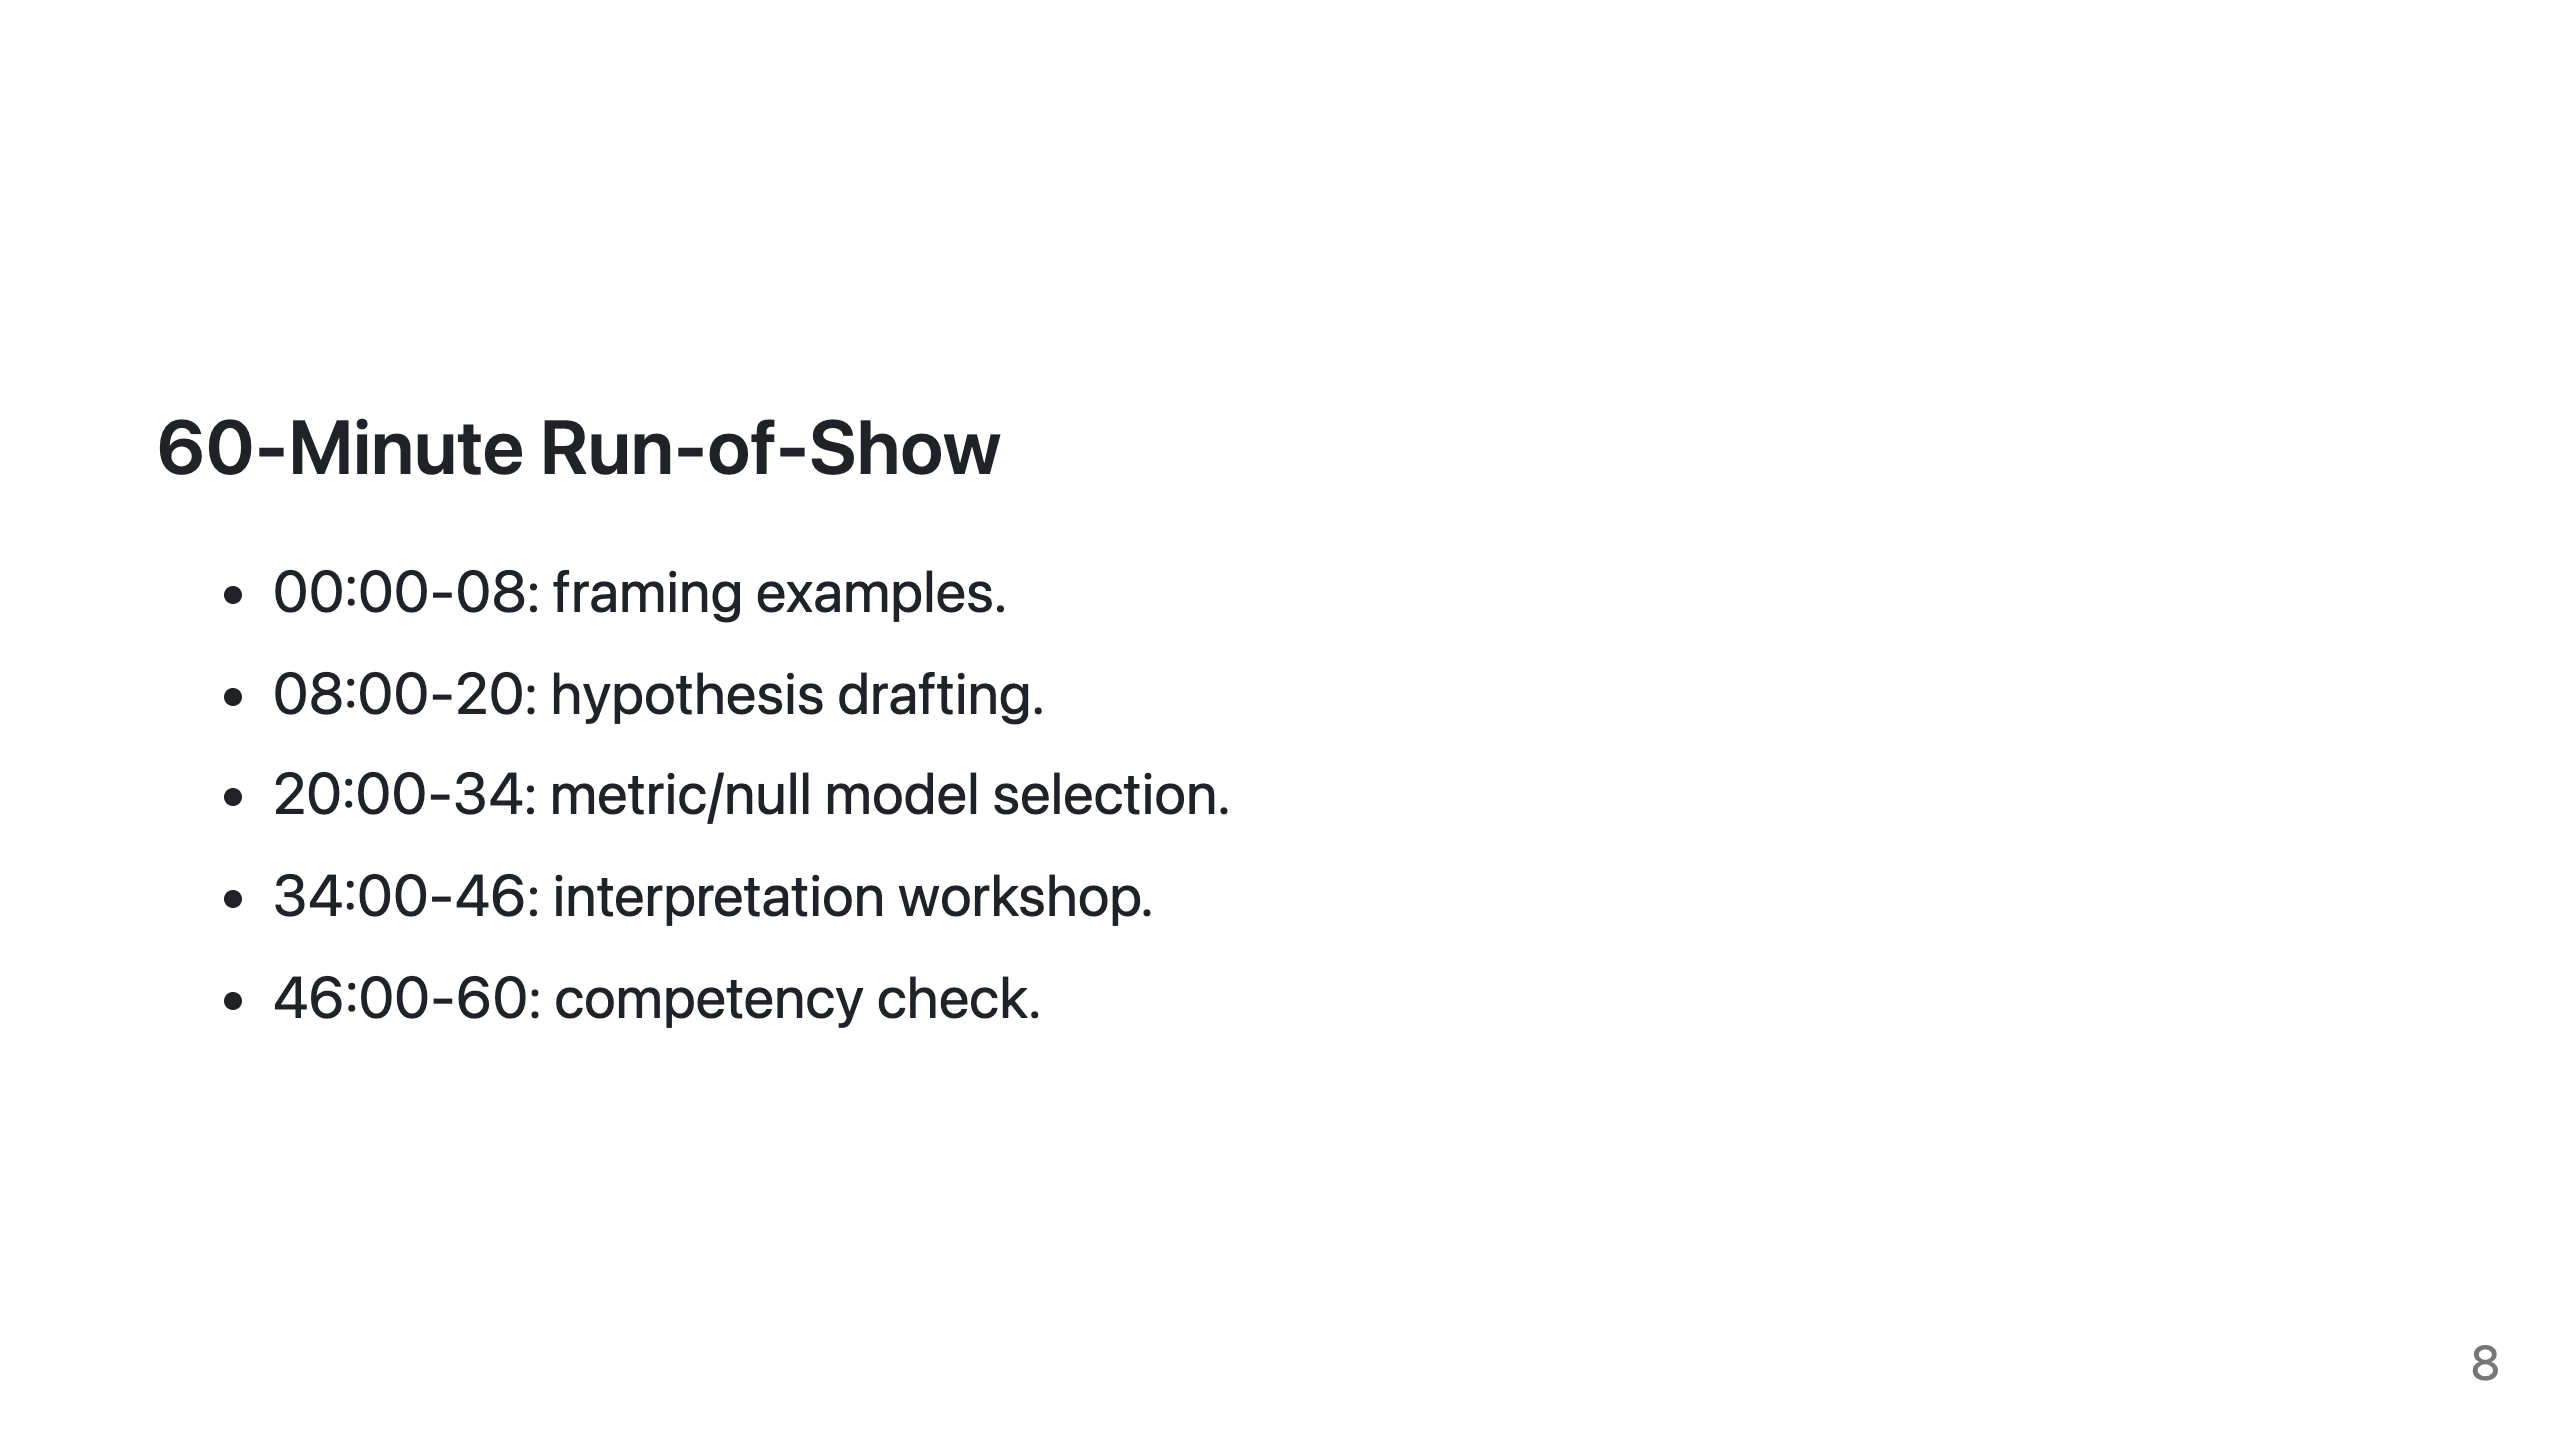 60-Minute Run-of-Show
• 00:00-08: framing examples.
• 08:00-20: hypothesis drafting.
• 20:00-34: metric/null model selection.
• 34:00-46: interpretation workshop.
• 46:00-60: competency check.
8